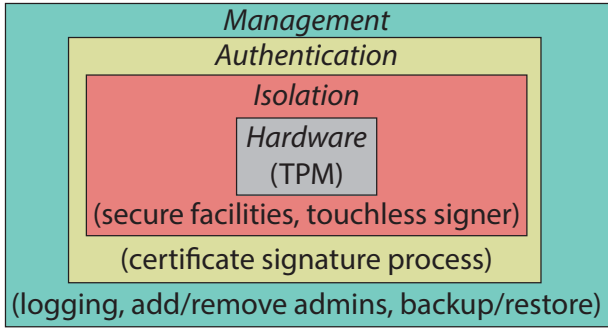 Management
Authentication
Isolation
Hardware
(TPM)
(secure facilities, touchless signer)
(certificate signature process)
(logging, add/remove admins, backup/restore)